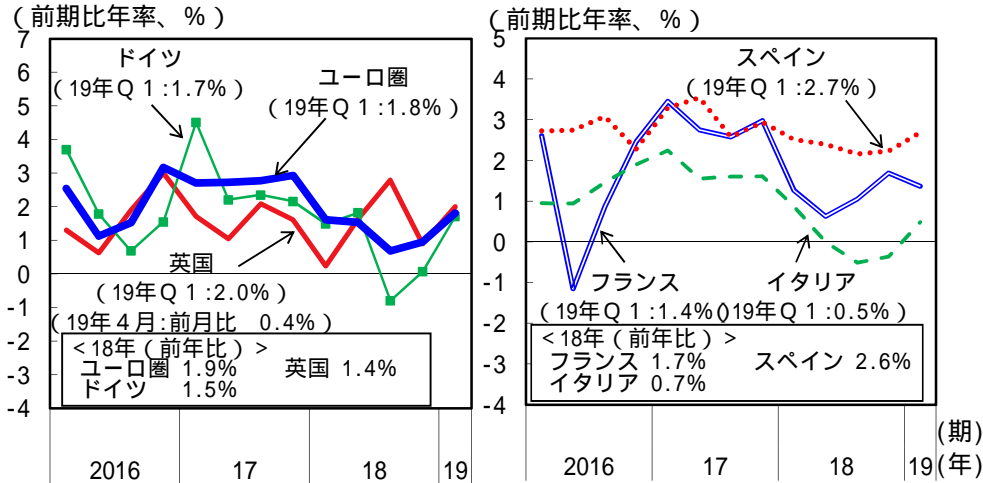 (前期比年率、%)
7
6
5
4
3
2
1
0
-1
-2
-3
-4
ドイツ
(19年Q1:1.7%)
ユーロ圏
(19年Q1:1.8%)
英国
(19年Q1:2.0%)
(19年4月:前月比 0.4%)
<18年(前年比)>
ユーロ圏 1.9% 英国 1.4%
ドイツ 1.5%
2016 17 18 19
(前期比年率、%)
5
4
3
2
1
0
-1
-2
-3
-4
スペイン
(19年Q1:2.7%)
フランス
(19年Q1:1.4%)
イタリア
(19年Q1:0.5%)
<18年(前年比)>
フランス 1.7% スペイン 2.6%
イタリア 0.7%
(期)
2016 17 18 19 (年)